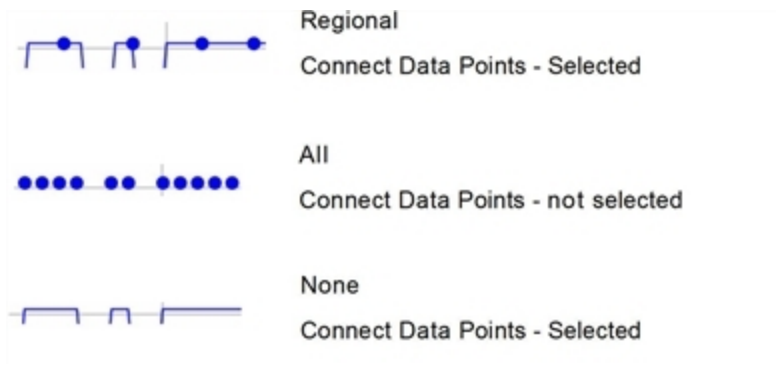 Regional
Connect Data Points - Selected
All
Connect Data Points - not selected
None
Connect Data Points - Selected